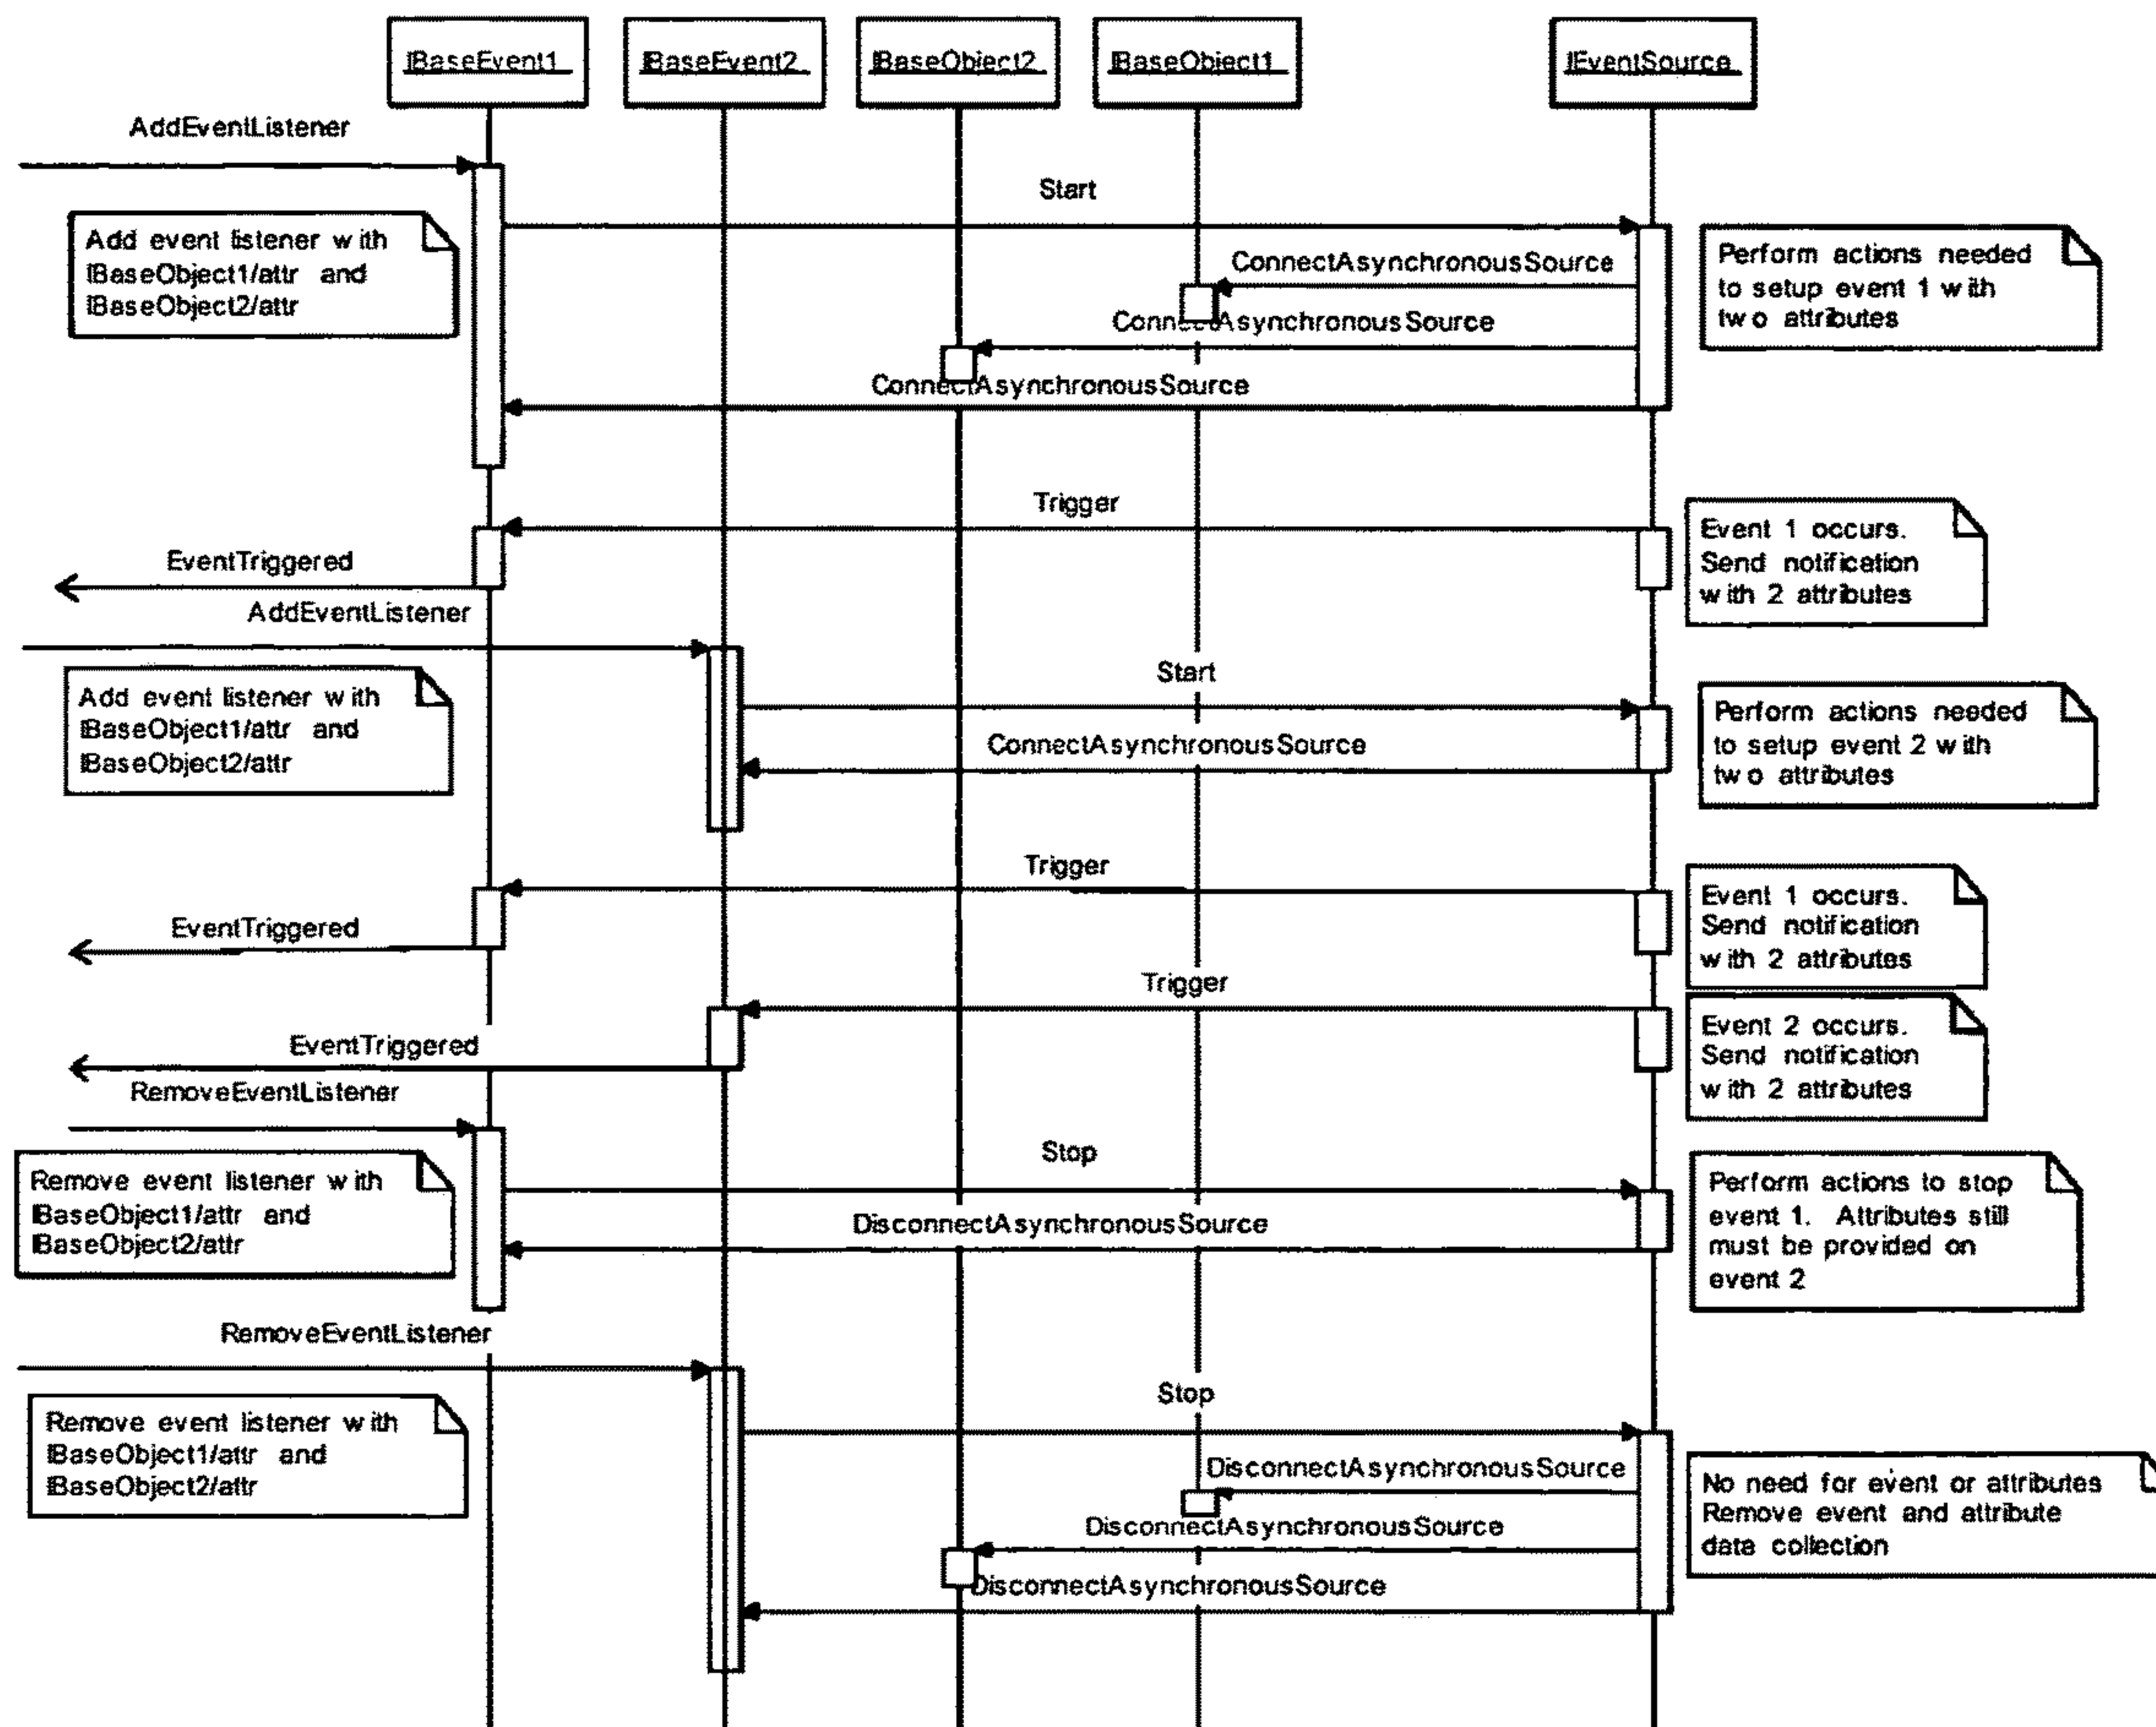 IBaseEvent1
IBaseEvent2
IBaseObject2
IBaseObject1
IEventSource
AddEventListener
Start
Add event listener with
IBaseObject1/attr and
IBaseObject2/attr
Perform actions needed
to setup event 1 with
two attributes
ConnectAsynchronousSource
ConnectAsynchronousSource
ConnectAsynchronousSource
Trigger
Event 1 occurs.
Send notification
with 2 attributes
EventTriggered
AddEventListener
Start
Add event listener with
IBaseObject1/attr and
IBaseObject2/attr
Perform actions needed
to setup event 2 with
two attributes
ConnectAsynchronousSource
Trigger
Event 1 occurs.
Send notification
with 2 attributes
EventTriggered
Trigger
Event 2 occurs.
Send notification
with 2 attributes
EventTriggered
RemoveEventListener
Stop
Remove event listener with
IBaseObject1/attr and
IBaseObject2/attr
Perform actions to stop
event 1. Attributes still
must be provided on
event 2
DisconnectAsynchronousSource
RemoveEventListener
Stop
Remove event listener with
IBaseObject1/attr and
IBaseObject2/attr
DisconnectAsynchronousSource
No need for event or attributes
Remove event and attribute
data collection
DisconnectAsynchronousSource
DisconnectAsynchronousSource